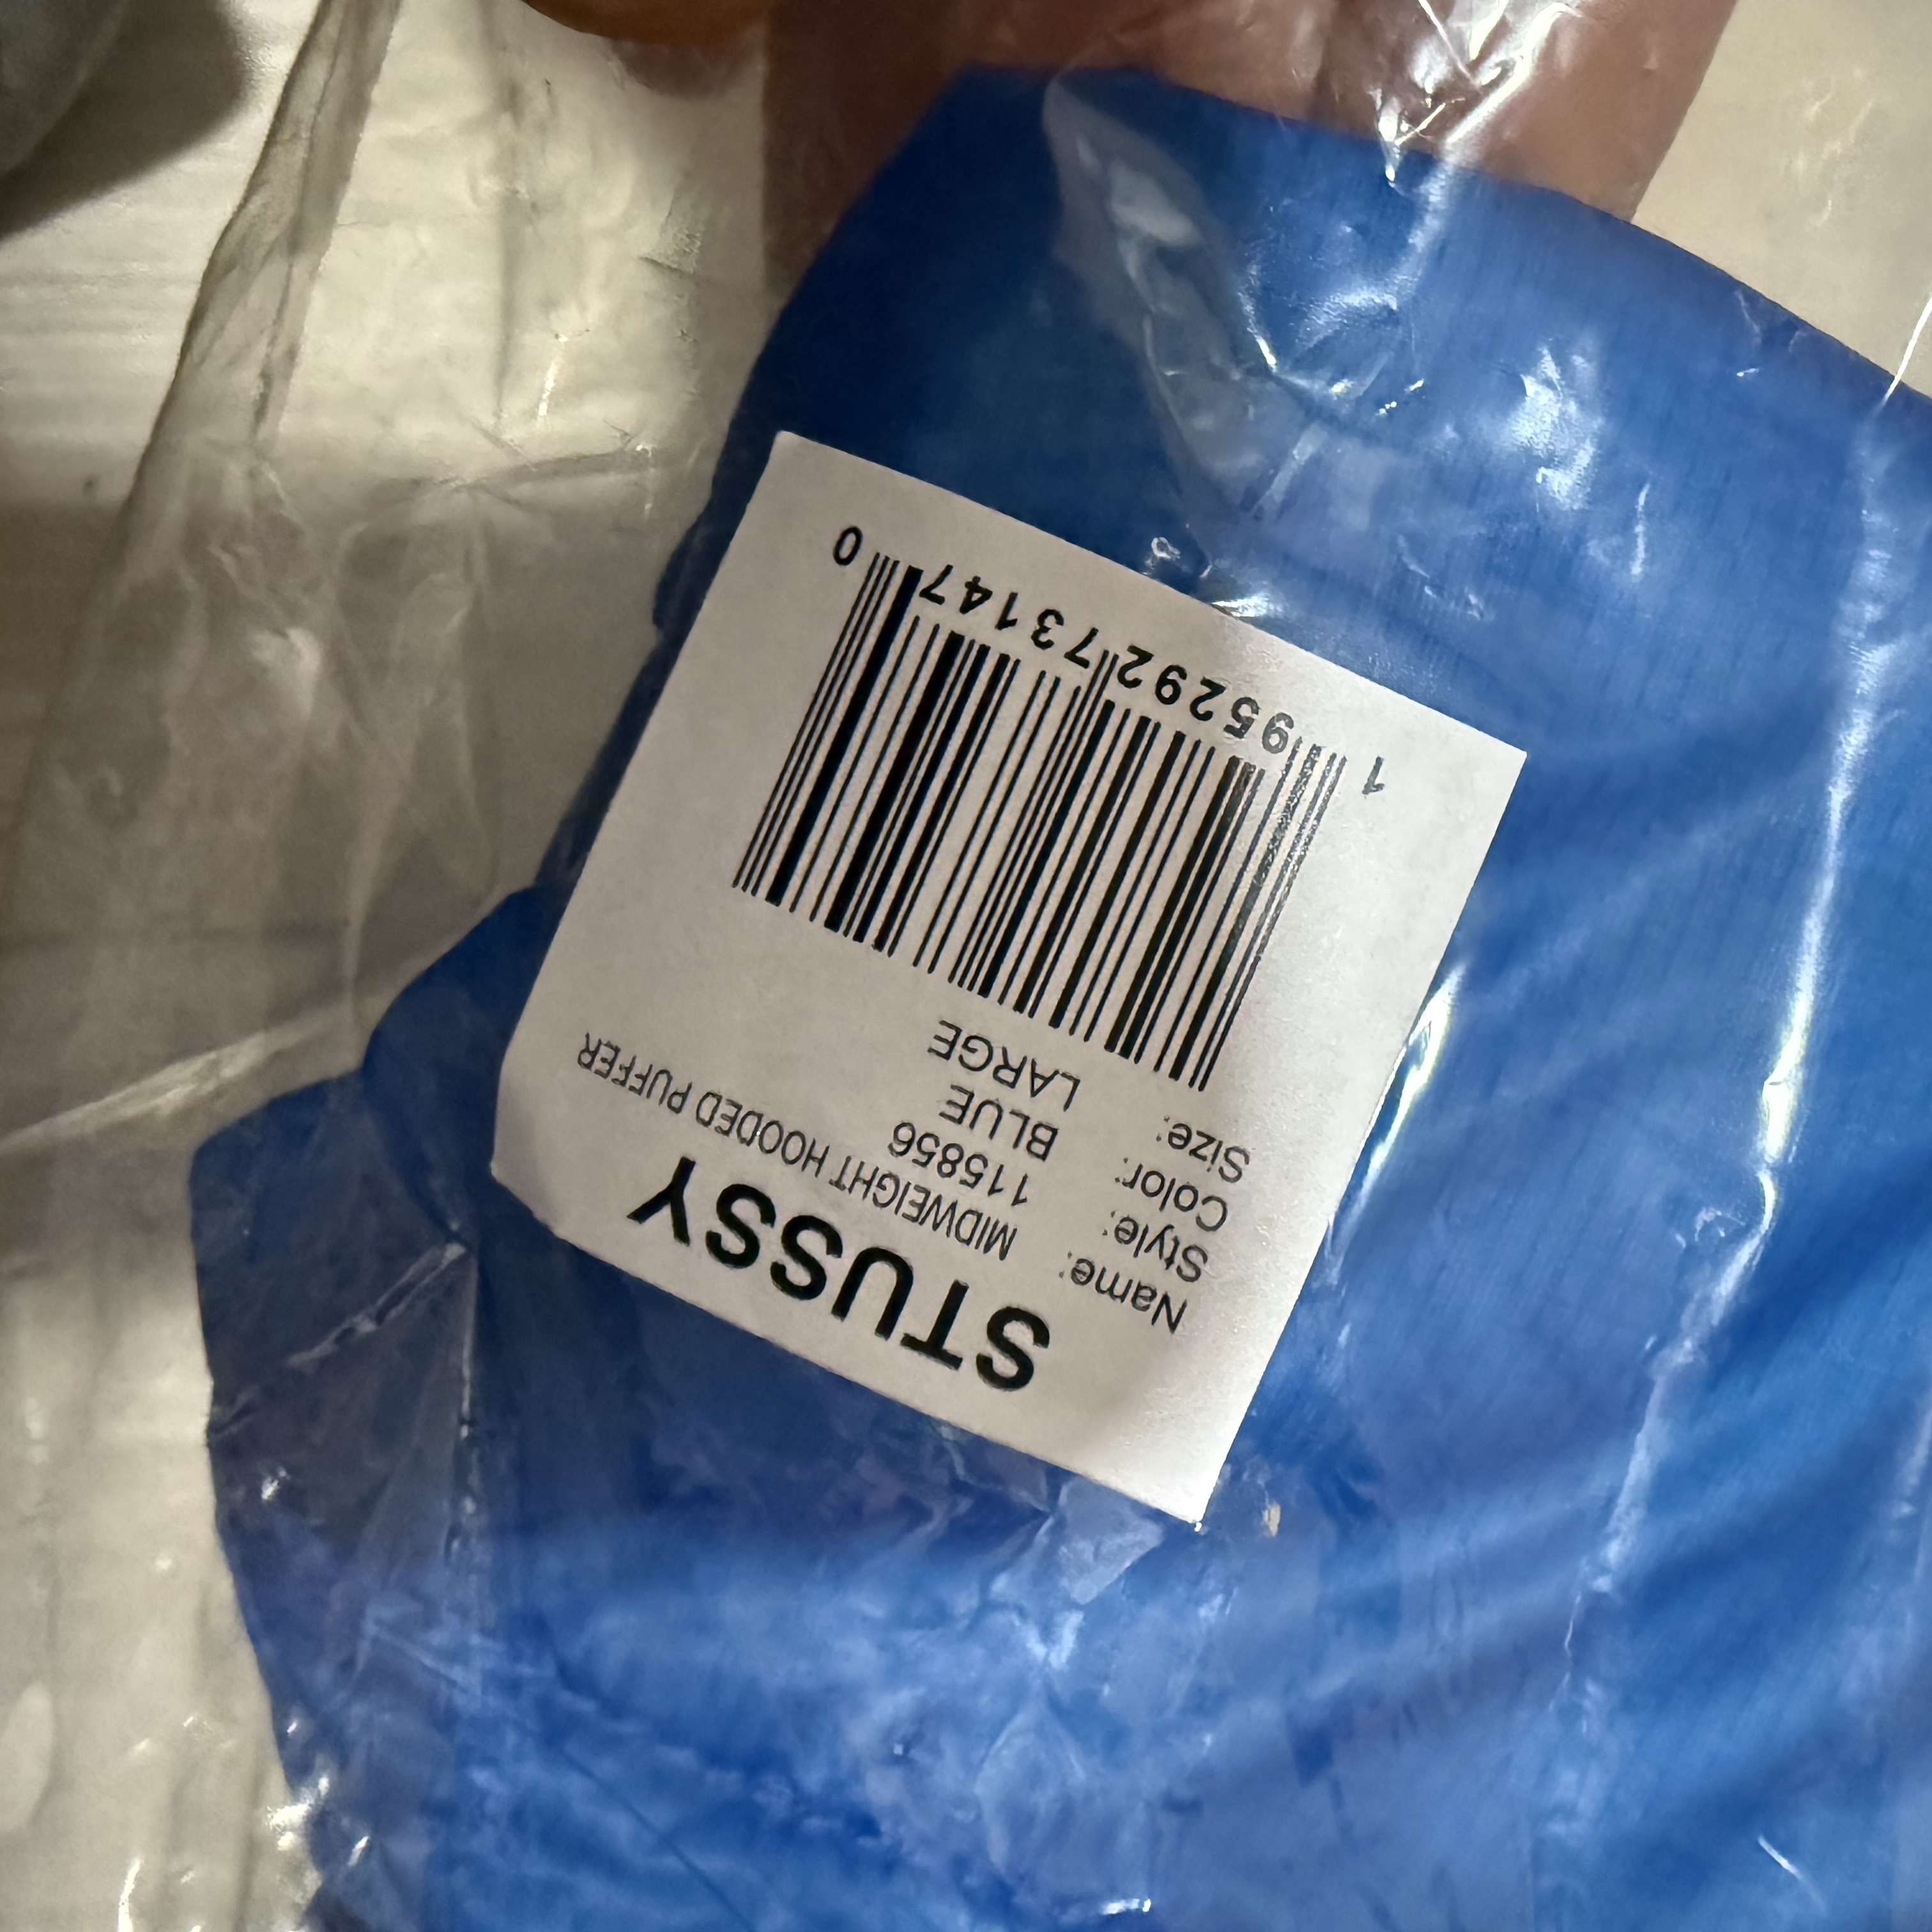 STUSSY
Name: MIDWEIGHT HOODED PUFFER
Style: 115856
Color: BLUE
Size: LARGE
1 95292 73147 0